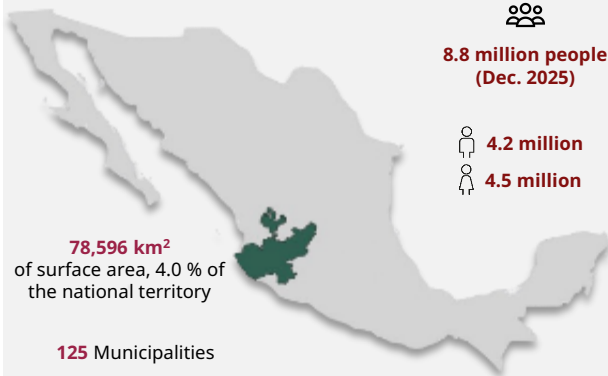 8.8 million people
(Dec. 2025)
4.2 million
4.5 million
78,596 km²
of surface area, 4.0 % of
the national territory
125 Municipalities